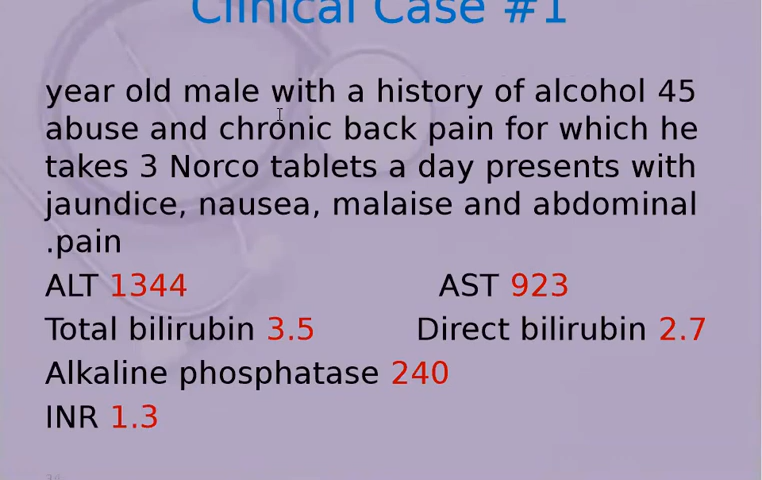 Clinical Case #1
year old male with a history of alcohol 45
abuse and chronic back pain for which he
takes 3 Norco tablets a day presents with
jaundice, nausea, malaise and abdominal
.pain
ALT 1344 AST 923
Total bilirubin 3.5 Direct bilirubin 2.7
Alkaline phosphatase 240
INR 1.3